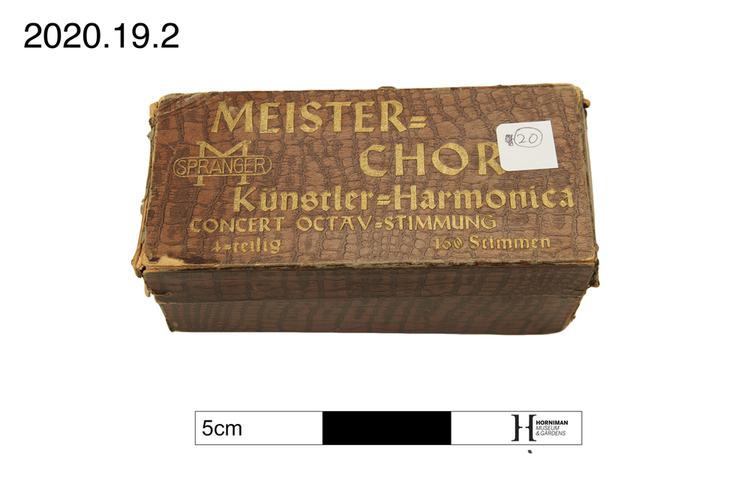 2020.19.2
MEISTER=
CHOR
M
SPRANGER
20
Künstler=Harmonica
CONCERT OCTAV=STIMMUNG
4=teilig 160 Stimmen
5cm
HORNIMAN
MUSEUM
& GARDENS